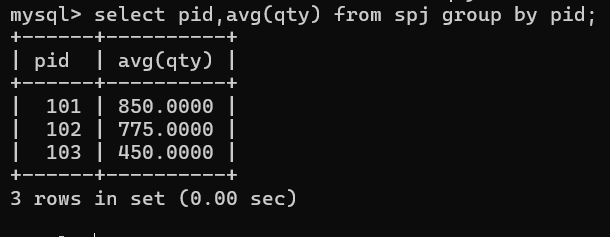 mysql> select pid,avg(qty) from spj group by pid;
+------+----------+
| pid  | avg(qty) |
+------+----------+
|  101 | 850.0000 |
|  102 | 775.0000 |
|  103 | 450.0000 |
+------+----------+
3 rows in set (0.00 sec)